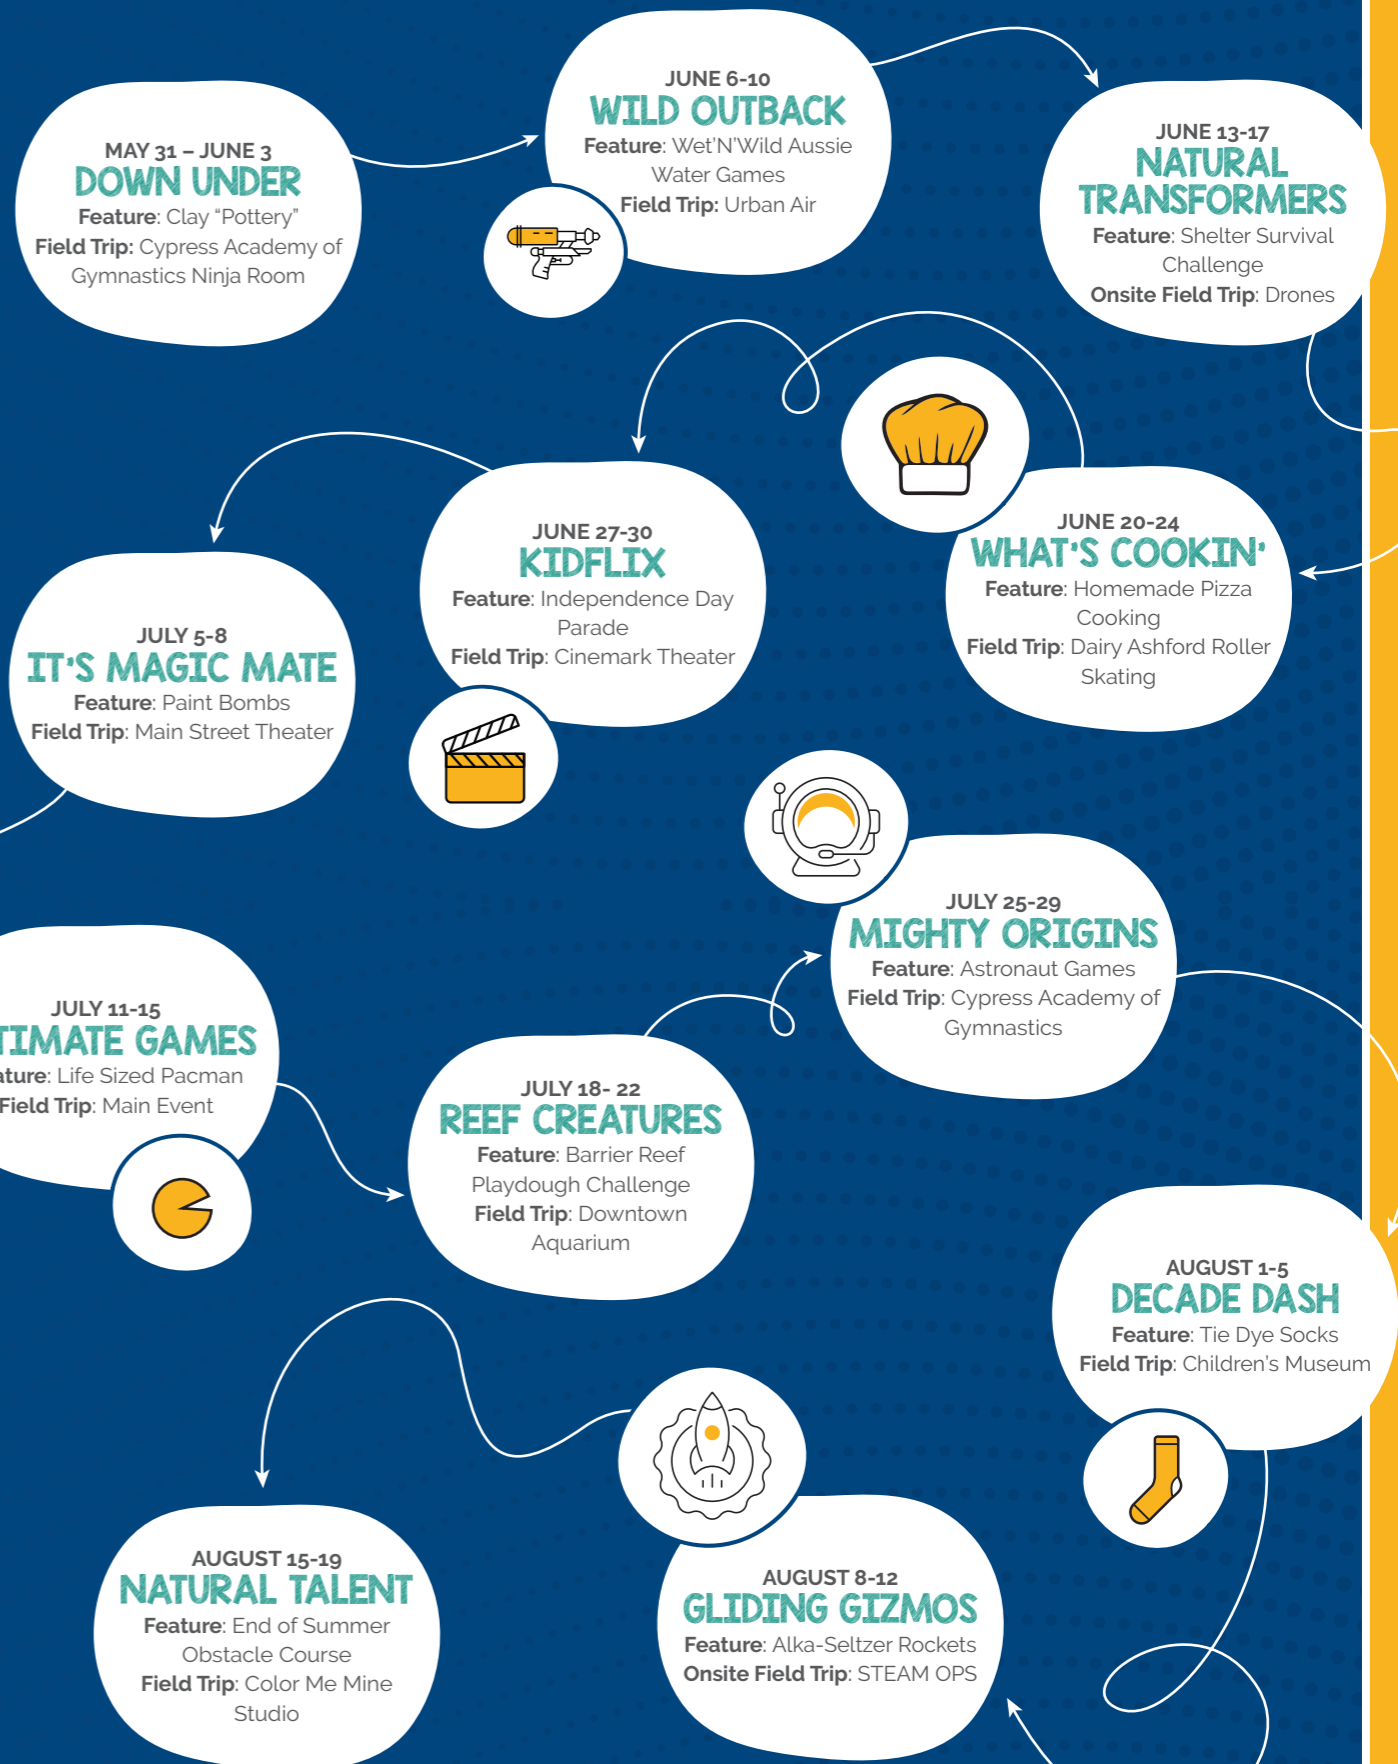 MAY 31 – JUNE 3
DOWN UNDER
Feature: Clay “Pottery”
Field Trip: Cypress Academy of
Gymnastics Ninja Room
JUNE 6-10
WILD OUTBACK
Feature: Wet'N'Wild Aussie
Water Games
Field Trip: Urban Air
JUNE 13-17
NATURAL
TRANSFORMERS
Feature: Shelter Survival
Challenge
Onsite Field Trip: Drones
JUNE 20-24
WHAT'S COOKIN'
Feature: Homemade Pizza
Cooking
Field Trip: Dairy Ashford Roller
Skating
JUNE 27-30
KIDFLIX
Feature: Independence Day
Parade
Field Trip: Cinemark Theater
JULY 5-8
IT'S MAGIC MATE
Feature: Paint Bombs
Field Trip: Main Street Theater
JULY 11-15
TIMATE GAMES
ature: Life Sized Pacman
Field Trip: Main Event
JULY 18- 22
REEF CREATURES
Feature: Barrier Reef
Playdough Challenge
Field Trip: Downtown
Aquarium
JULY 25-29
MIGHTY ORIGINS
Feature: Astronaut Games
Field Trip: Cypress Academy of
Gymnastics
AUGUST 1-5
DECADE DASH
Feature: Tie Dye Socks
Field Trip: Children's Museum
AUGUST 8-12
GLIDING GIZMOS
Feature: Alka-Seltzer Rockets
Onsite Field Trip: STEAM OPS
AUGUST 15-19
NATURAL TALENT
Feature: End of Summer
Obstacle Course
Field Trip: Color Me Mine
Studio